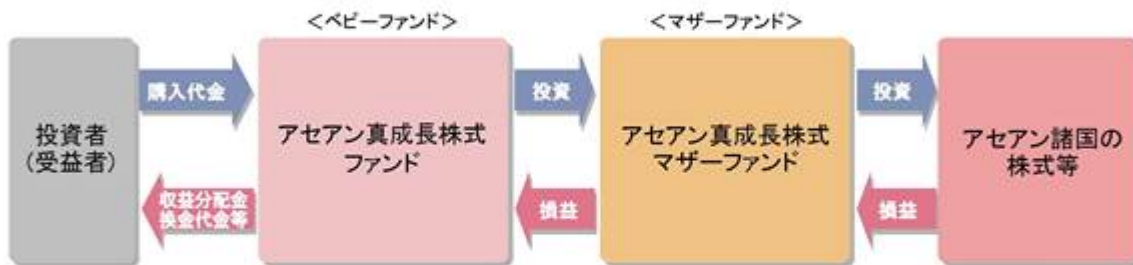 ＜ベビーファンド＞
＜マザーファンド＞
投資者
(受益者)
購入代金
収益分配金
換金代金等
アセアン真成長株式
ファンド
投資
損益
アセアン真成長株式
マザーファンド
投資
損益
アセアン諸国の
株式等